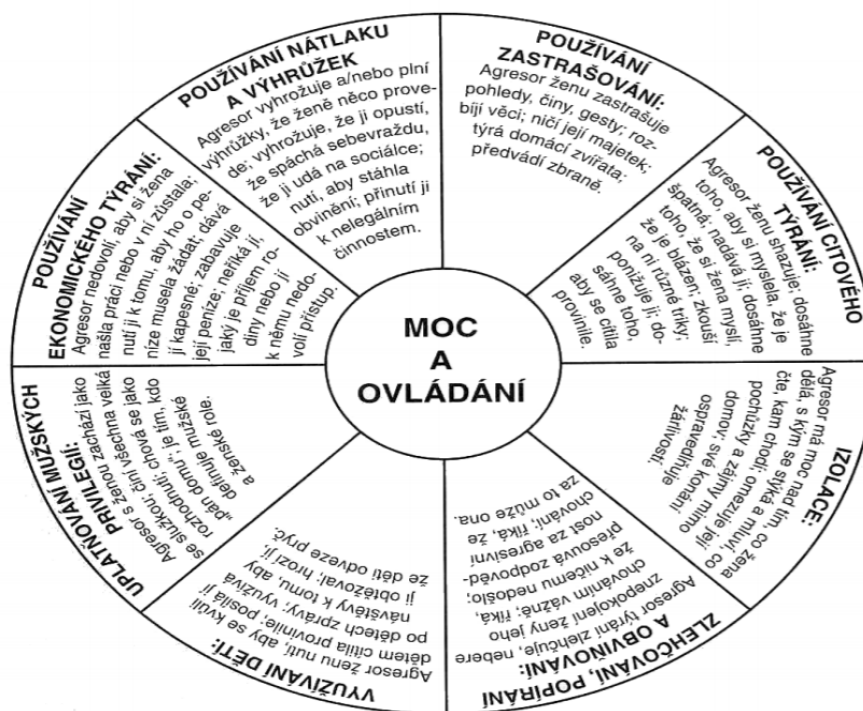 POUŽÍVÁNÍ NÁTLAKU
A VÝHRŮŽEK
Agresor vyhrožuje a/nebo plní
výhrůžky, že ženě něco prove-
de; vyhrožuje, že ji opustí,
že spáchá sebevraždu,
že ji udá na sociálce;
nutí, aby stáhla
obvinění; přinutí ji
k nelegálním
činnostem.
POUŽÍVÁNÍ
ZASTRAŠOVÁNÍ:
Agresor ženu zastrašuje
pohledy, činy, gesty; roz-
bíjí věci; ničí její majetek;
týrá domácí zvířata;
předvádí zbraně.
POUŽÍVÁNÍ CITOVÉHO
TÝRÁNÍ:
Agresor ženu shazuje; dosáhne
toho, aby si myslela, že je
špatná; nadává jí; dosáhne
toho, že si žena myslí,
že je blázen; zkouší
na ní různé triky;
ponižuje ji; do-
sáhne toho,
aby se cítila
provinile.
IZOLACE:
Agresor má moc nad tím, co žena
dělá, s kým se stýká a mluví, co
čte, kam chodí; omezuje její
pochůzky a zájmy mimo
domov; své konání
ospravedlňuje
žárlivostí.
ZLEHČOVÁNÍ, POPÍRÁNÍ
A OBVIŇOVÁNÍ:
Agresor týrání zlehčuje, nebere
znepokojení ženy jeho
chováním vážně; říká,
že k ničemu nedošlo;
přesouvá zodpověd-
nost za agresivní
chování; říká, že
za to může ona.
VYUŽÍVÁNÍ DĚTÍ:
Agresor ženu nutí, aby se kvůli
dětem cítila provinile; posílá jí
po dětech zprávy; využívá
návštěvy k tomu, aby
ji obtěžoval; hrozí jí,
že děti odveze pryč.
UPLATŇOVÁNÍ MUŽSKÝCH
PRIVILEGIÍ:
Agresor s ženou zachází jako
se služkou; činí všechna velká
rozhodnutí; chová se jako
„pan domu“; je tím, kdo
definuje mužské
a ženské role.
POUŽÍVÁNÍ
EKONOMICKÉHO TÝRÁNÍ:
Agresor nedovolí, aby si žena
našla práci nebo v ní zůstala;
nutí ji k tomu, aby ho o pe-
níze musela žádat; dává
jí kapesné; zabavuje
její peníze; neříká jí,
jaký je příjem ro-
diny nebo jí
k němu nedo-
volí přístup.
MOC
A
OVLÁDÁNÍ